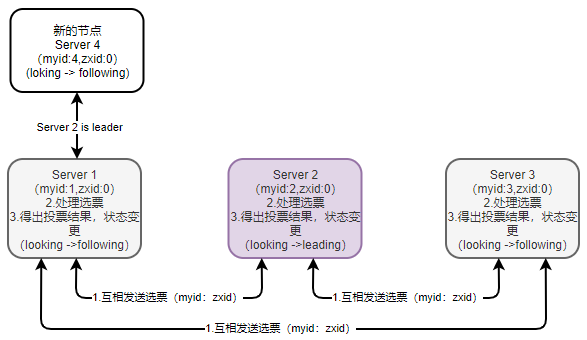 新的节点
Server 4
（myid:4,zxid:0）
(loking -> following)
Server 2 is leader
Server 1
（myid:1,zxid:0）
2.处理选票
3.得出投票结果，状态变
更
（looking ->following）
Server 2
（myid:2,zxid:0）
2.处理选票
3.得出投票结果，状态变
更
（looking ->leading）
Server 3
（myid:3,zxid:0）
2.处理选票
3.得出投票结果，状态变
更
（looking ->following）
1.互相发送选票（myid：zxid）
1.互相发送选票（myid：zxid）
1.互相发送选票（myid：zxid）